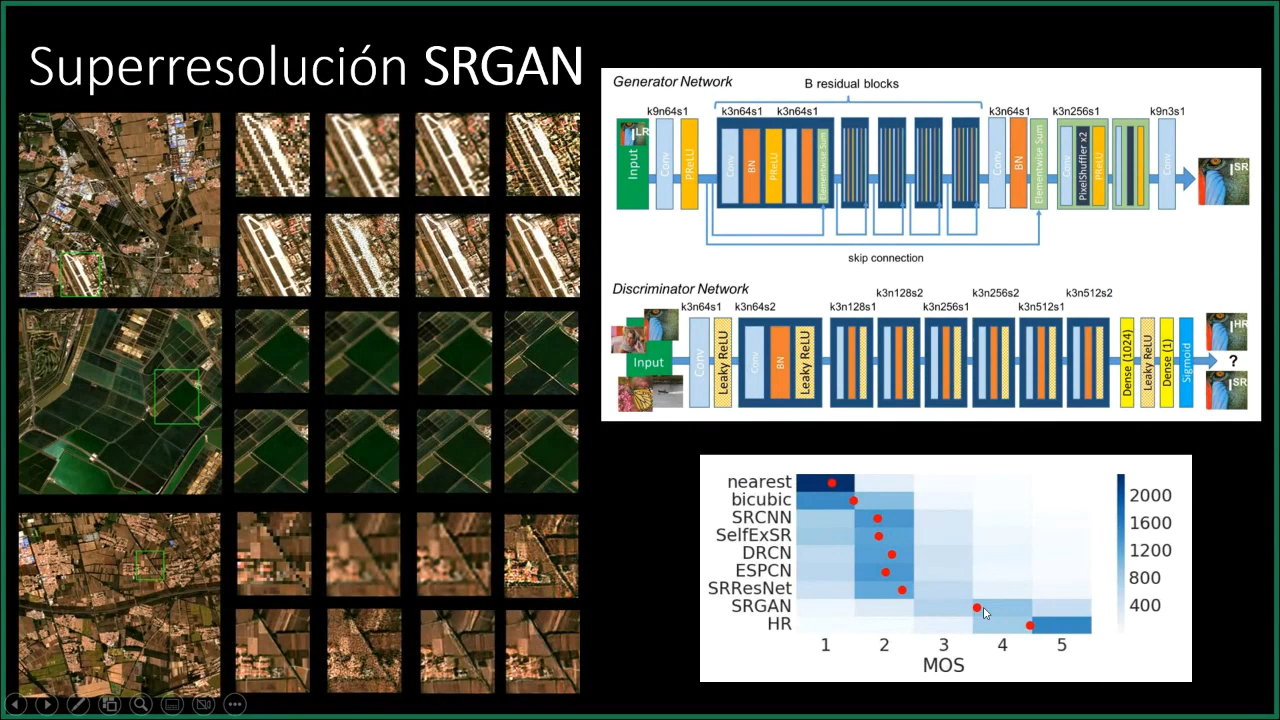 Superresolución SRGAN
Generator Network
B residual blocks
k9n64s1
k3n64s1
k3n64s1
k3n64s1
k3n256s1
k9n3s1
LR
Input
Conv
PReLU
Conv
BN
PReLU
Elementwise Sum
Conv
BN
Elementwise Sum
Conv
PixelShuffler x2
PReLU
Conv
SR
skip connection
Discriminator Network
k3n64s1
k3n64s2
k3n128s1
k3n128s2
k3n256s1
k3n256s2
k3n512s1
k3n512s2
Input
Conv
Leaky ReLU
Conv
BN
Leaky ReLU
Dense (1024)
Leaky ReLU
Dense (1)
Sigmoid
HR
?
SR
nearest
bicubic
SRCNN
SelfExSR
DRCN
ESPCN
SRResNet
SRGAN
HR
1 2 3 4 5
MOS
2000
1600
1200
800
400